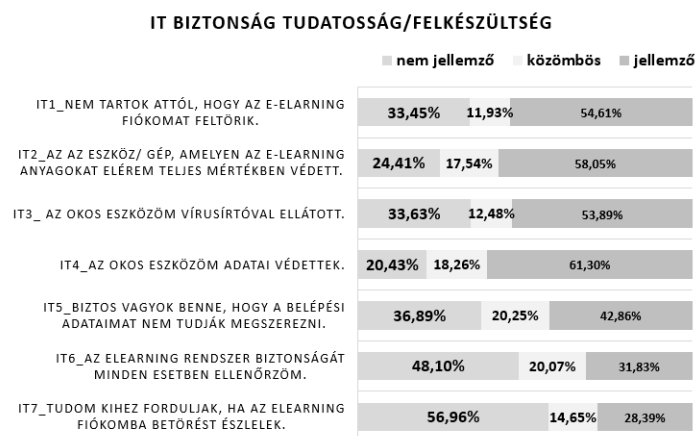 IT BIZTONSÁG TUDATOSSÁG/FELKÉSZÜLTSÉG
nem jellemző közömbös jellemző
IT1_NEM TARTOK ATTÓL, HOGY AZ E-ELARNING
FIÓKOMAT FELTÖRIK.
33,45% 11,93% 54,61%
IT2_AZ AZ ESZKÖZ/ GÉP, AMELYEN AZ E-LEARNING
ANYAGOKAT ELÉREM TELJES MÉRTÉKBEN VÉDETT.
24,41% 17,54% 58,05%
IT3_ AZ OKOS ESZKÖZÖM VÍRUSÍRTÓVAL ELLÁTOTT.
33,63% 12,48% 53,89%
IT4_AZ OKOS ESZKÖZÖM ADATAI VÉDETTEK.
20,43% 18,26% 61,30%
IT5_BIZTOS VAGYOK BENNE, HOGY A BELÉPÉSI
ADATAIMAT NEM TUDJÁK MEGSZEREZNI.
36,89% 20,25% 42,86%
IT6_AZ ELEARNING RENDSZER BIZTONSÁGÁT
MINDEN ESETBEN ELLENŐRZÖM.
48,10% 20,07% 31,83%
IT7_TUDOM KIHEZ FORDULJAK, HA AZ ELEARNING
FIÓKOMBA BETÖRÉST ÉSZLELEK.
56,96% 14,65% 28,39%